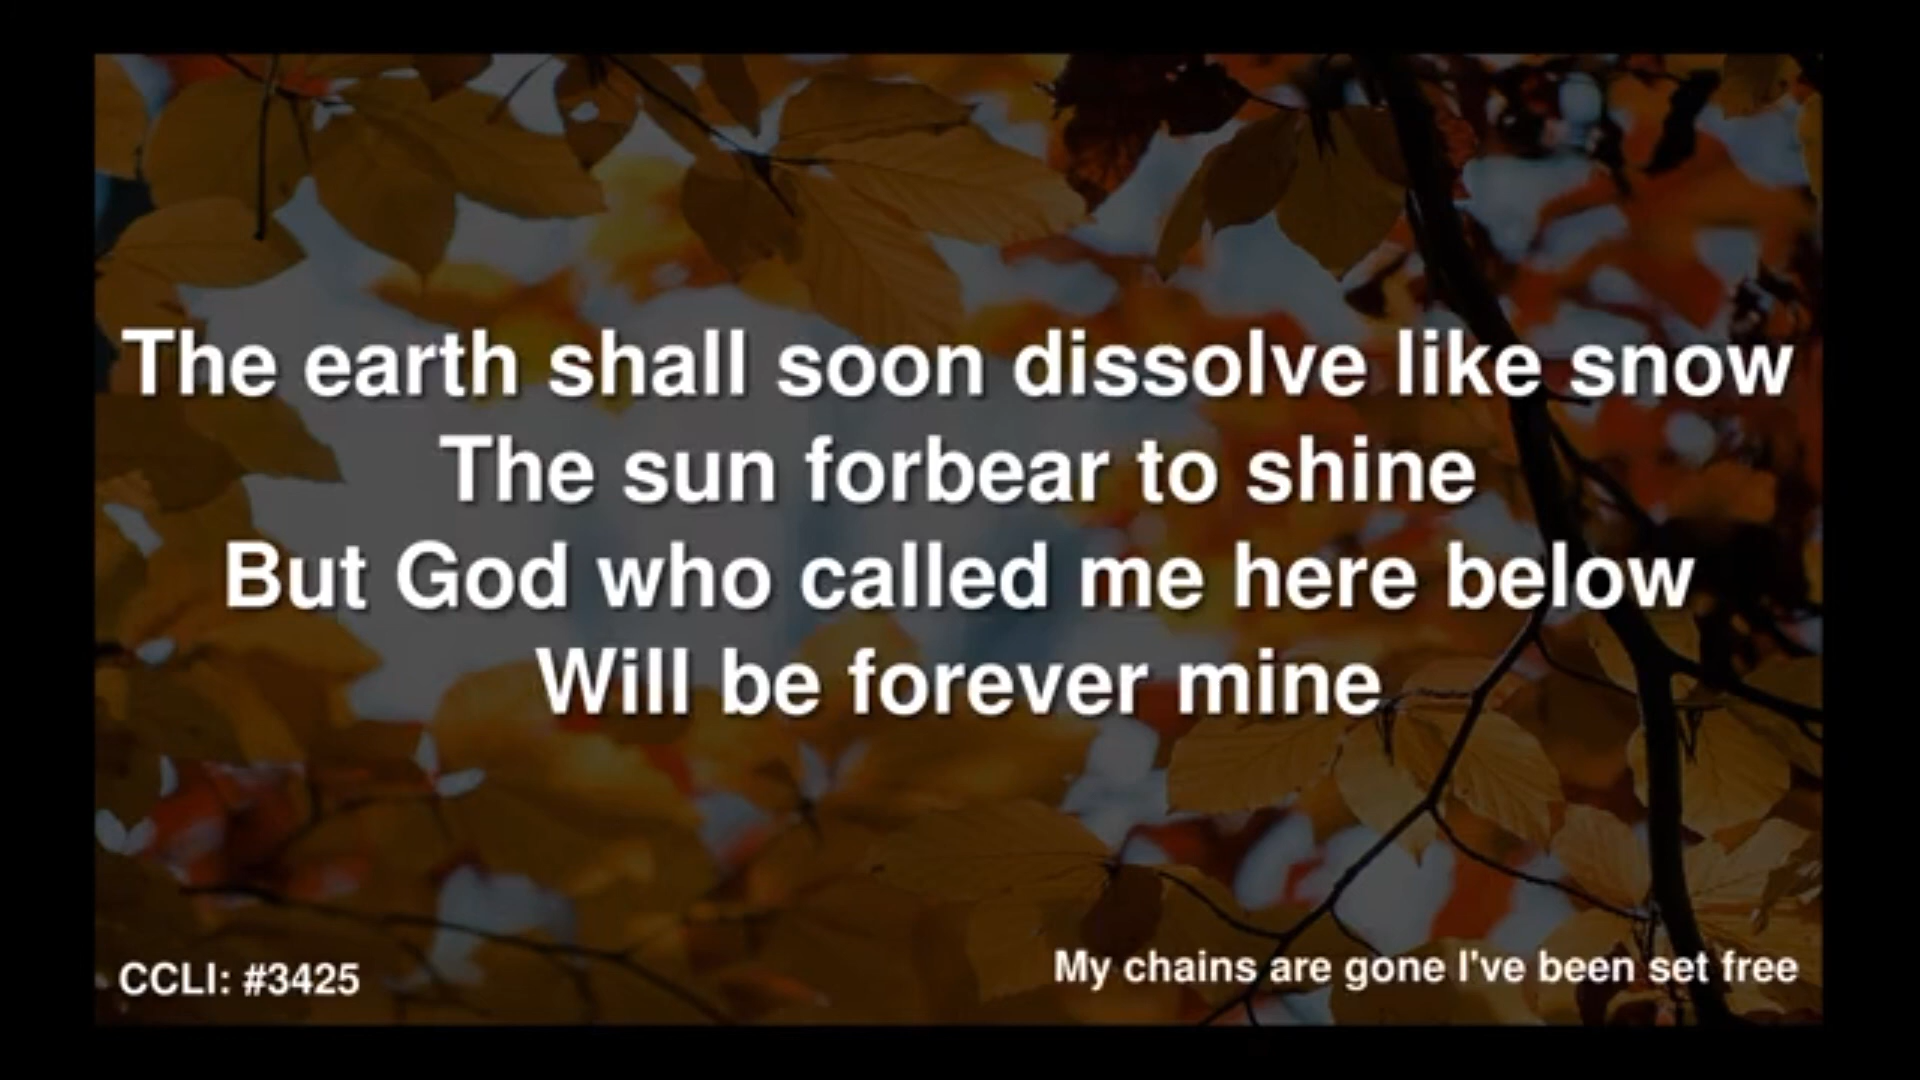 The earth shall soon dissolve like snow
The sun forbear to shine
But God who called me here below
Will be forever mine
CCLI: #3425
My chains are gone I've been set free